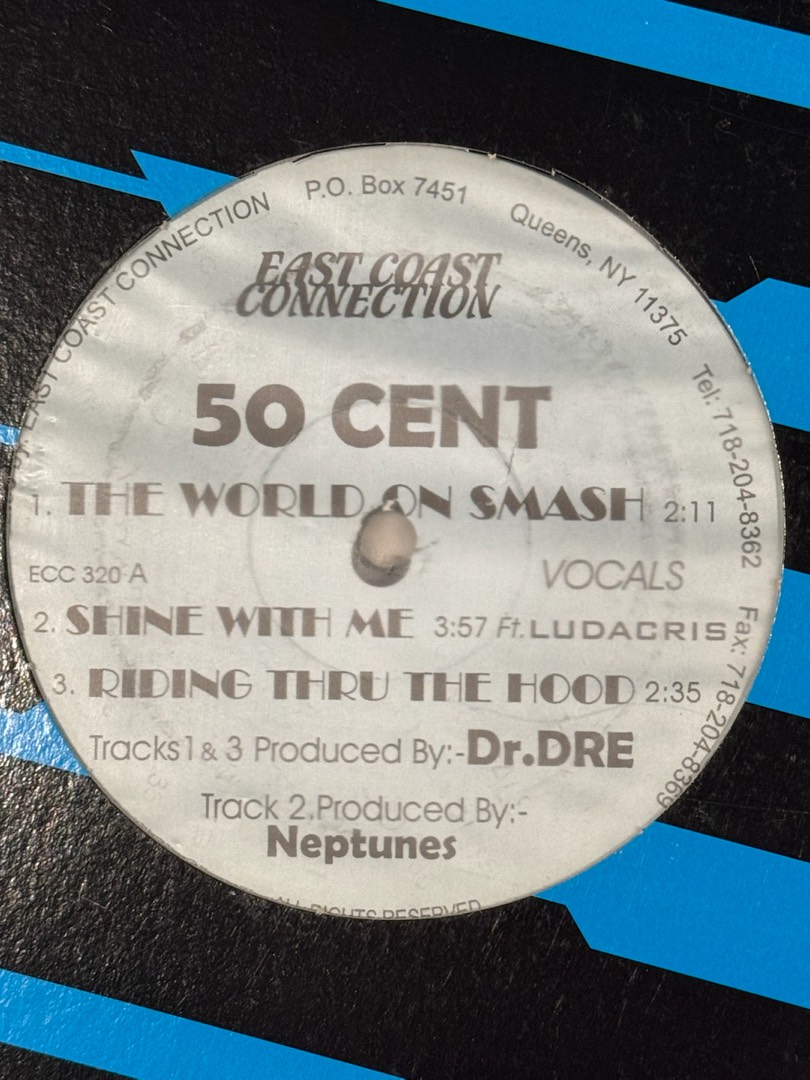 EAST COAST CONNECTION P.O. Box 7451 Queens, NY 11375 Tel: 718-204-8362 Fax: 718-204-8369
EAST COAST
CONNECTION
50 CENT
1. THE WORLD ON SMASH 2:11
ECC 320 A VOCALS
2. SHINE WITH ME 3:57 Ft. LUDACRIS
3. RIDING THRU THE HOOD 2:35
Tracks 1 & 3 Produced By:-Dr.DRE
Track 2.Produced By:-
Neptunes
ALL RIGHTS RESERVED